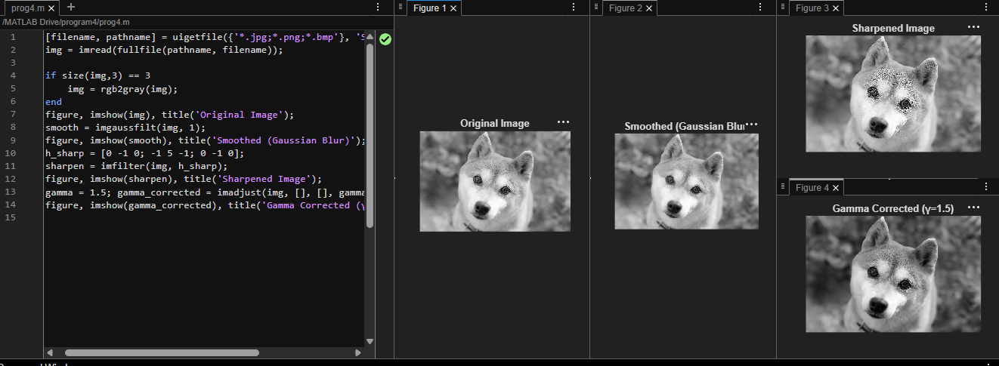 prog4.m
/MATLAB Drive/program4/prog4.m
1 [filename, pathname] = uigetfile({'*.jpg;*.png;*.bmp'}, 'S
2 img = imread(fullfile(pathname, filename));
3
4 if size(img,3) == 3
5 img = rgb2gray(img);
6 end
7 figure, imshow(img), title('Original Image');
8 smooth = imgaussfilt(img, 1);
9 figure, imshow(smooth), title('Smoothed (Gaussian Blur)');
10 h_sharp = [0 -1 0; -1 5 -1; 0 -1 0];
11 sharpen = imfilter(img, h_sharp);
12 figure, imshow(sharpen), title('Sharpened Image');
13 gamma = 1.5; gamma_corrected = imadjust(img, [], [], gamma
14 figure, imshow(gamma_corrected), title('Gamma Corrected (γ
15
Figure 1
Original Image
Figure 2
Smoothed (Gaussian Blur
Figure 3
Sharpened Image
Figure 4
Gamma Corrected (γ=1.5)